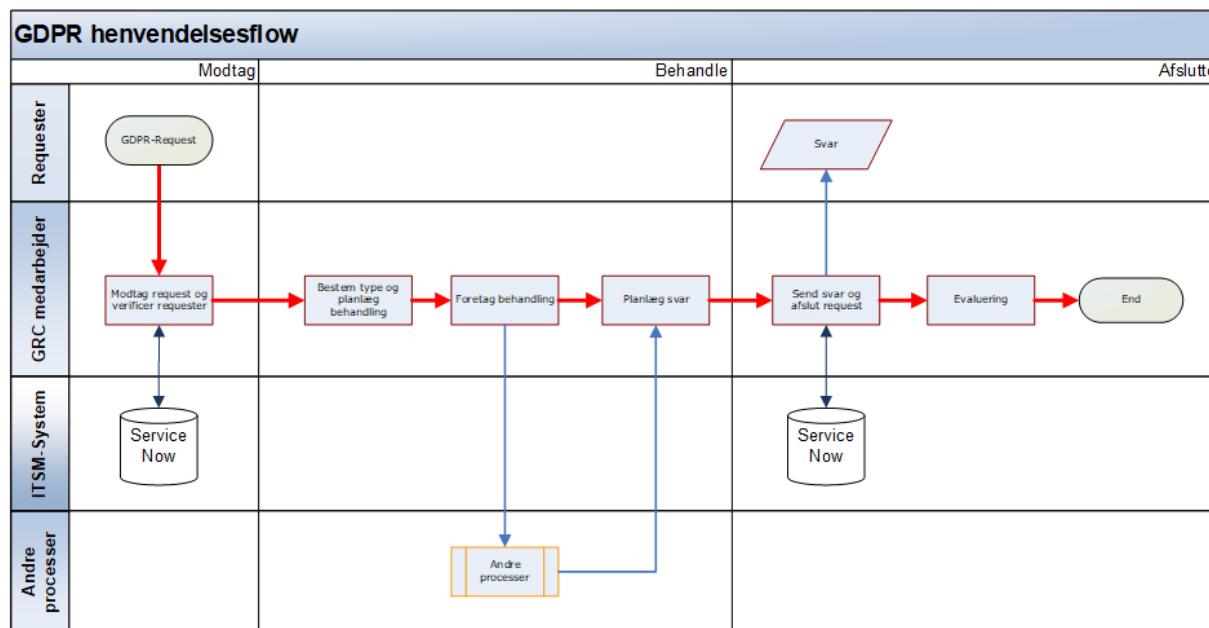 GDPR henvendelsesflow
Modtag
Behandle
Afslutte
Requester
GDPR-Request
Svar
GRC medarbejder
Modtag request og
verificer requester
Bestem type og
planlæg
behandling
Foretag behandling
Planlæg svar
Send svar og
afslut request
Evaluering
End
ITSM-System
Service
Now
Service
Now
Andre
processer
Andre
processer